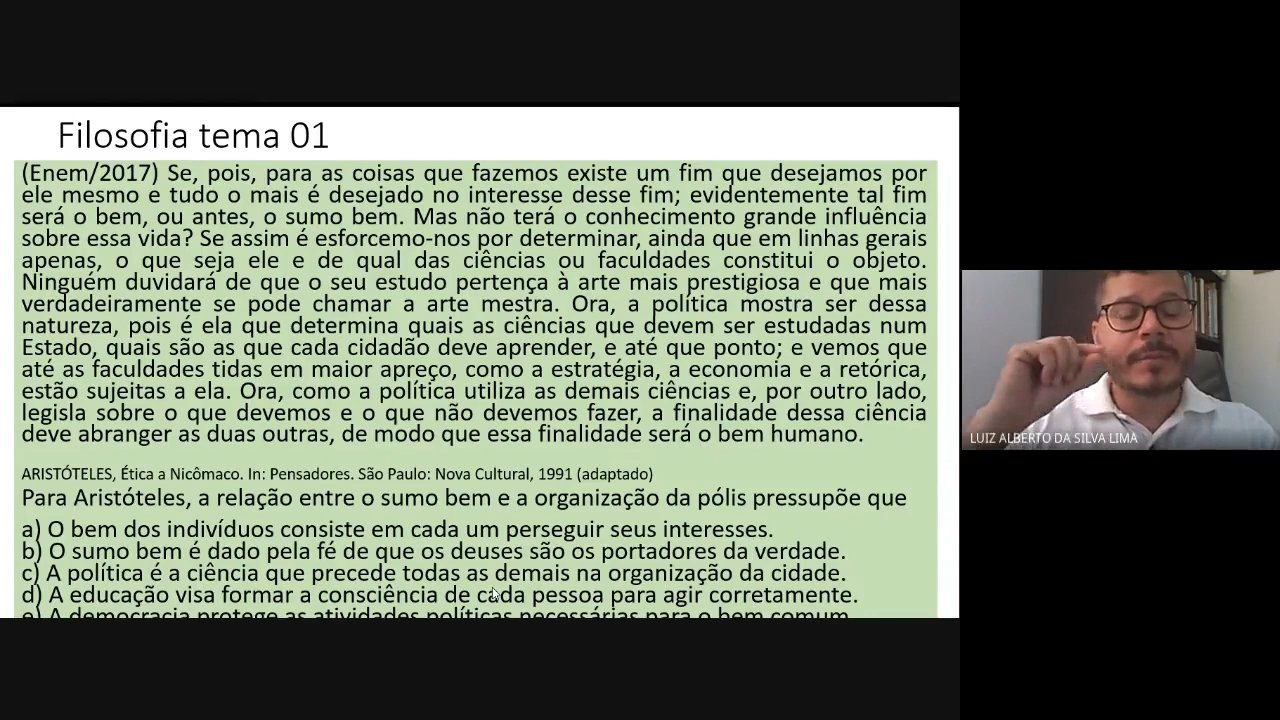 Filosofia tema 01
(Enem/2017) Se, pois, para as coisas que fazemos existe um fim que desejamos por
ele mesmo e tudo o mais é desejado no interesse desse fim; evidentemente tal fim
será o bem, ou antes, o sumo bem. Mas não terá o conhecimento grande influência
sobre essa vida? Se assim é esforcemo-nos por determinar, ainda que em linhas gerais
apenas, o que seja ele e de qual das ciências ou faculdades constitui o objeto.
Ninguém duvidará de que o seu estudo pertença à arte mais prestigiosa e que mais
verdadeiramente se pode chamar a arte mestra. Ora, a política mostra ser dessa
natureza, pois é ela que determina quais as ciências que devem ser estudadas num
Estado, quais são as que cada cidadão deve aprender, e até que ponto; e vemos que
até as faculdades tidas em maior apreço, como a estratégia, a economia e a retórica,
estão sujeitas a ela. Ora, como a política utiliza as demais ciências e, por outro lado,
legisla sobre o que devemos e o que não devemos fazer, a finalidade dessa ciência
deve abranger as duas outras, de modo que essa finalidade será o bem humano.
ARISTÓTELES, Ética a Nicômaco. In: Pensadores. São Paulo: Nova Cultural, 1991 (adaptado)
Para Aristóteles, a relação entre o sumo bem e a organização da pólis pressupõe que
a) O bem dos indivíduos consiste em cada um perseguir seus interesses.
b) O sumo bem é dado pela fé de que os deuses são os portadores da verdade.
c) A política é a ciência que precede todas as demais na organização da cidade.
d) A educação visa formar a consciência de cada pessoa para agir corretamente.
e) A democracia protege as atividades políticas necessárias para o bem comum.
LUIZ ALBERTO DA SILVA LIMA